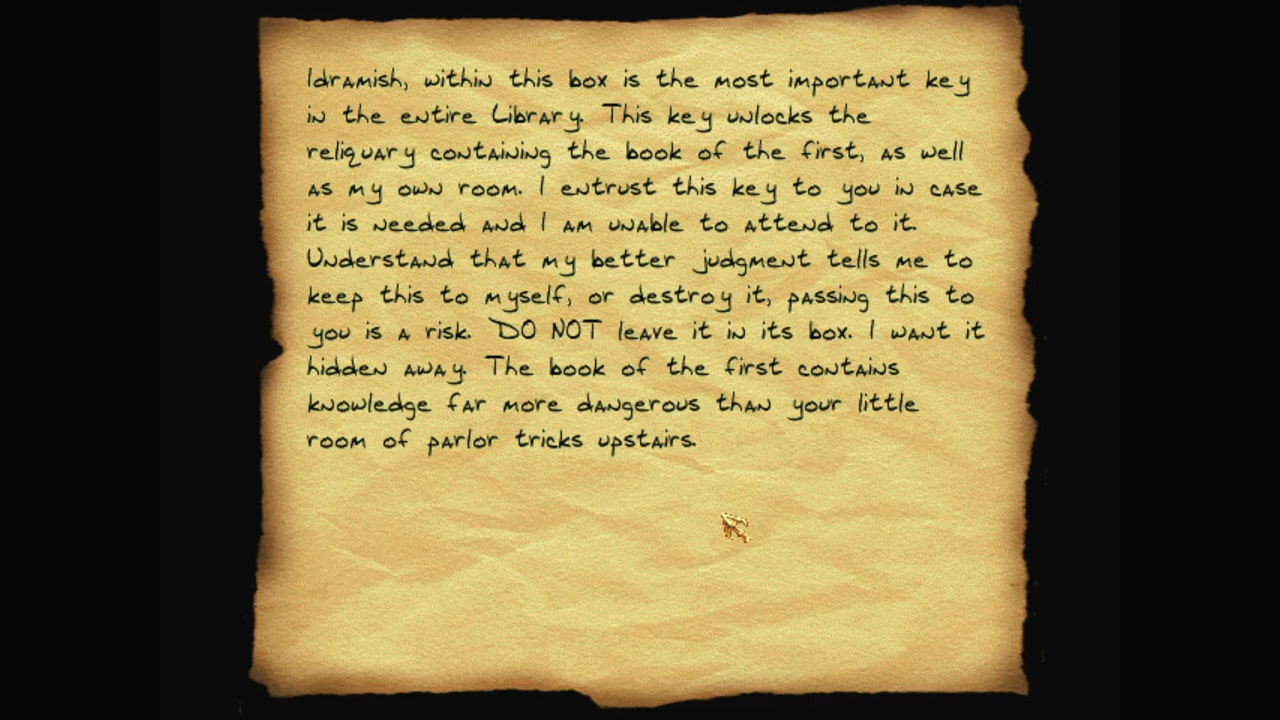 Idramish, within this box is the most important key
in the entire Library. This key unlocks the
reliquary containing the book of the first, as well
as my own room. I entrust this key to you in case
it is needed and I am unable to attend to it.
Understand that my better judgment tells me to
keep this to myself, or destroy it, passing this to
you is a risk. DO NOT leave it in its box. I want it
hidden away. The book of the first contains
knowledge far more dangerous than your little
room of parlor tricks upstairs.